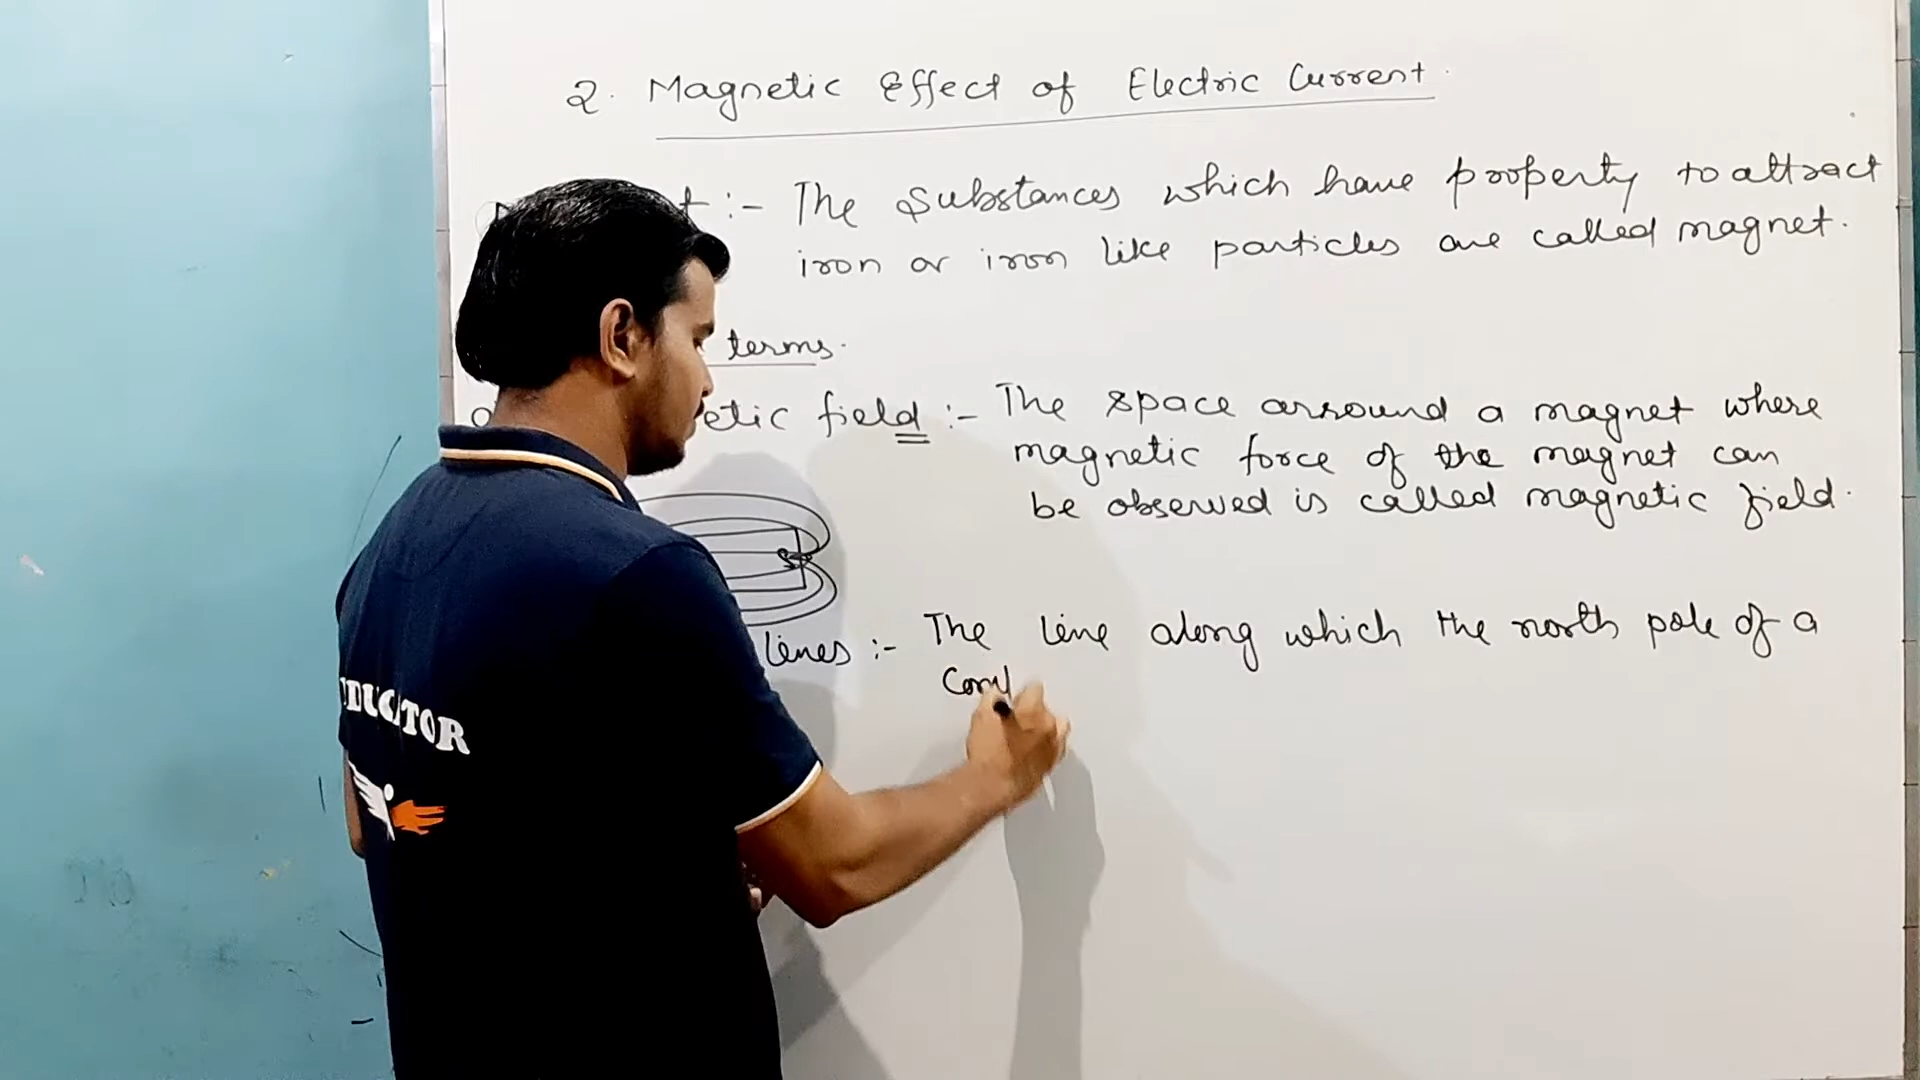 2. Magnetic Effect of Electric Current.
t :- The Substances which have property to attract
iron or iron like particles are called magnet.
terms.
etic field :- The space arround a magnet where
magnetic force of the magnet can
be observed is called magnetic field.
lines :- The line along which the north pole of a
Com
DUCATOR